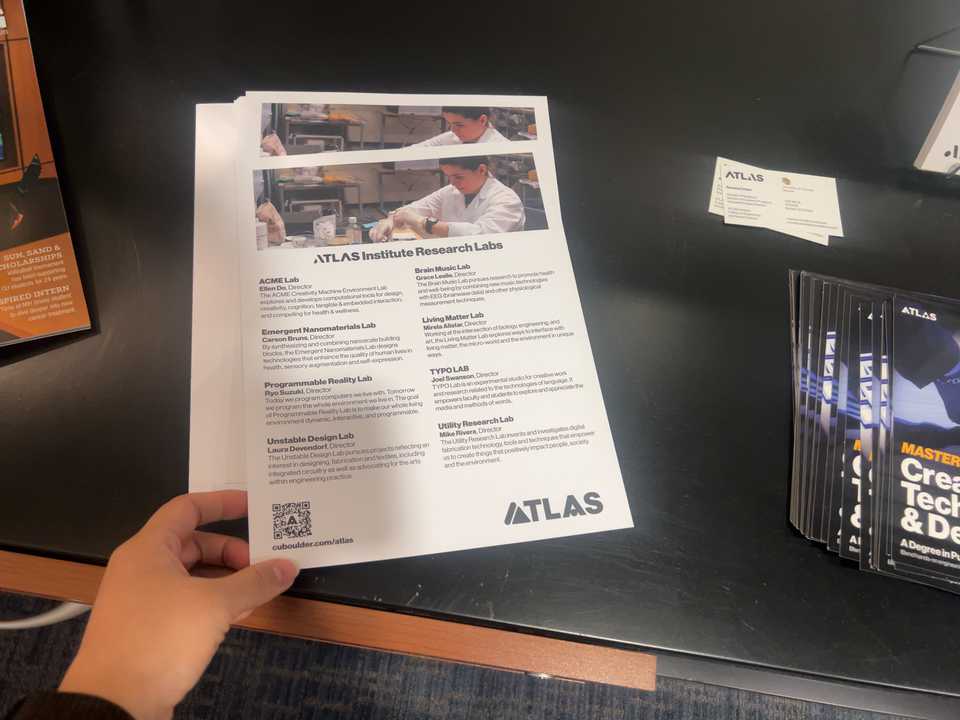 SUN, SAND &
SCHOLARSHIPS
ATLAS Institute Research Labs
ACME Lab
Ellen Do, Director
The ACME Creativity Machine Environment Lab
explores and develops computational tools for design,
creativity, cognition, tangible & embedded interaction,
and computing for health & wellness.
Emergent Nanomaterials Lab
Carson Bruns, Director
By synthesizing and combining nanoscale building
blocks, the Emergent Nanomaterials Lab designs
technologies that enhance the quality of human lives in
health, sensory augmentation and self-expression.
Programmable Reality Lab
Ryo Suzuki, Director
Today we program computers we live with. Tomorrow
we program the whole environment we live in. The goal
of Programmable Reality Lab is to make our whole living
environment dynamic, interactive, and programmable.
Unstable Design Lab
Laura Devendorf, Director
The Unstable Design Lab pursues projects reflecting an
interest in designing, fabrication and textiles, including
integrated circuitry as well as advocating for the arts
within engineering practice.
Brain Music Lab
Grace Leslie, Director
The Brain Music Lab pursues research to promote health
and well-being by combining new music technologies
with EEG (brainwave data) and other physiological
measurement techniques.
Living Matter Lab
Mirela Alistar, Director
Working at the intersection of biology, engineering, and
art, the Living Matter Lab explores ways to interface with
living matter, the micro-world and the environment in unique
ways.
TYPO LAB
Joel Swanson, Director
TYPO Lab is an experimental studio for creative work
and research related to the technologies of language. It
empowers faculty and students to explore and appreciate the
media and methods of words.
Utility Research Lab
Mike Rivera, Director
The Utility Research Lab invents and investigates digital
fabrication technology, tools and techniques that empower
us to create things that positively impact people, society
and the environment.
cuboulder.com/atlas
ATLAS
ATLAS
ATLAS
MASTER
Crea
Tech
& De
A Degree in Pu